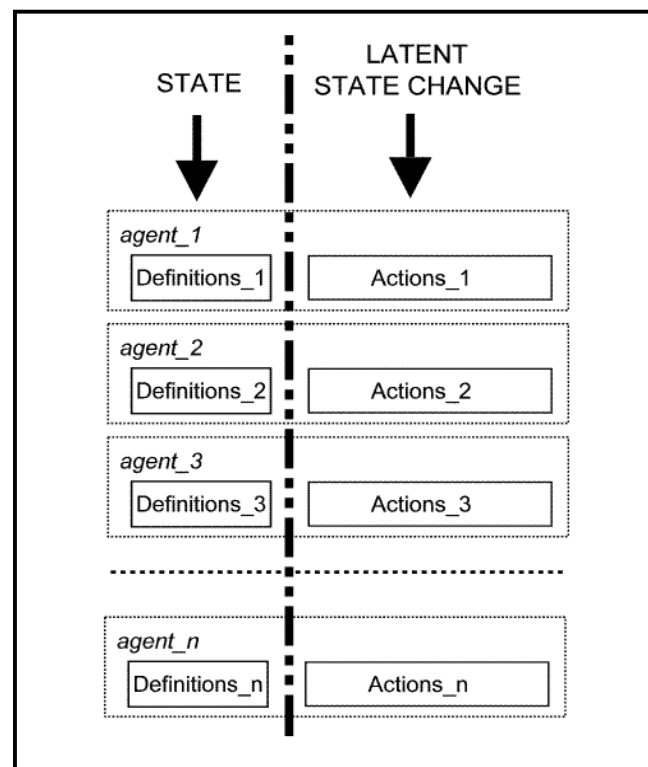 STATE
LATENT
STATE CHANGE
agent_1
Definitions_1
Actions_1
agent_2
Definitions_2
Actions_2
agent_3
Definitions_3
Actions_3
agent_n
Definitions_n
Actions_n